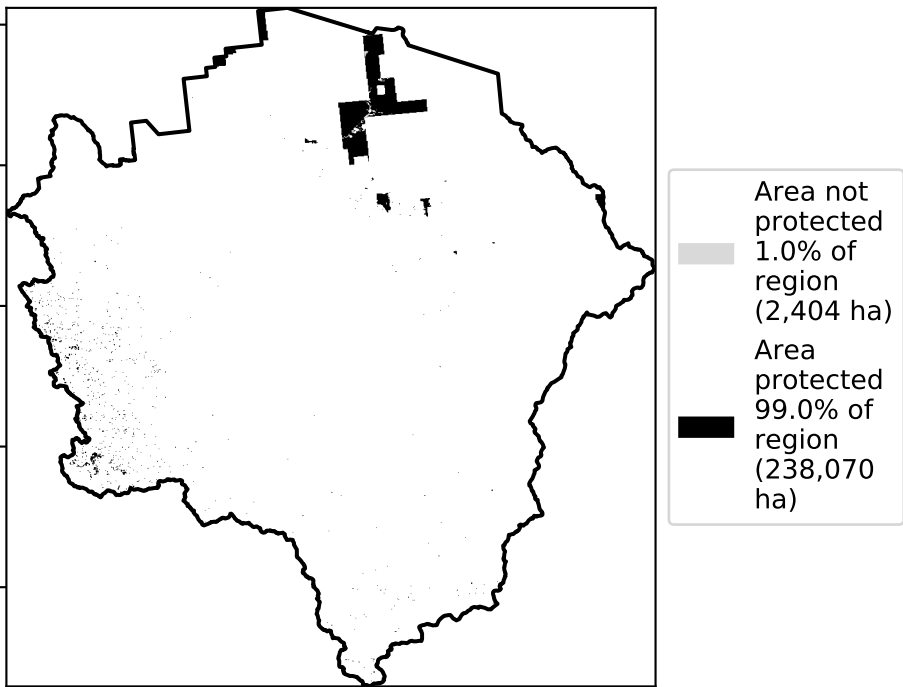 Area not
protected
1.0% of
region
(2,404 ha)
Area
protected
99.0% of
region
(238,070
ha)